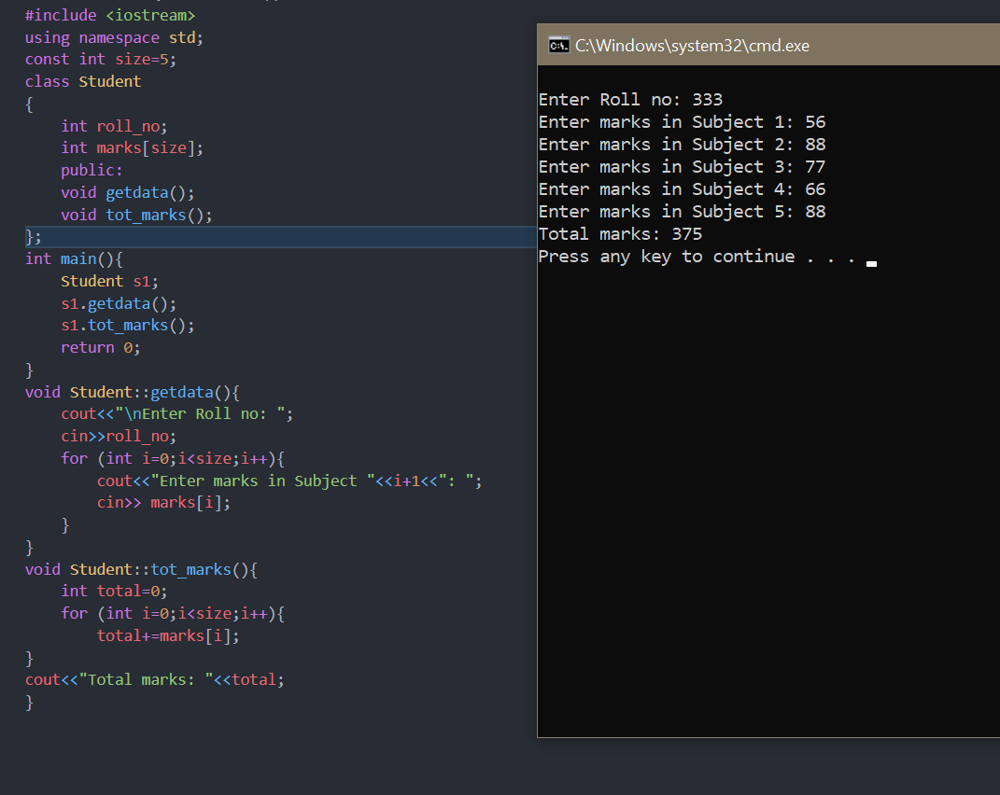 #include <iostream>
using namespace std;
const int size=5;
class Student
{
    int roll_no;
    int marks[size];
    public:
    void getdata();
    void tot_marks();
};
int main(){
    Student s1;
    s1.getdata();
    s1.tot_marks();
    return 0;
}
void Student::getdata(){
    cout<<"\nEnter Roll no: ";
    cin>>roll_no;
    for (int i=0;i<size;i++){
        cout<<"Enter marks in Subject "<<i+1<<": ";
        cin>> marks[i];
    }
}
void Student::tot_marks(){
    int total=0;
    for (int i=0;i<size;i++){
        total+=marks[i];
}
cout<<"Total marks: "<<total;
}
C:\Windows\system32\cmd.exe
Enter Roll no: 333
Enter marks in Subject 1: 56
Enter marks in Subject 2: 88
Enter marks in Subject 3: 77
Enter marks in Subject 4: 66
Enter marks in Subject 5: 88
Total marks: 375
Press any key to continue . . .